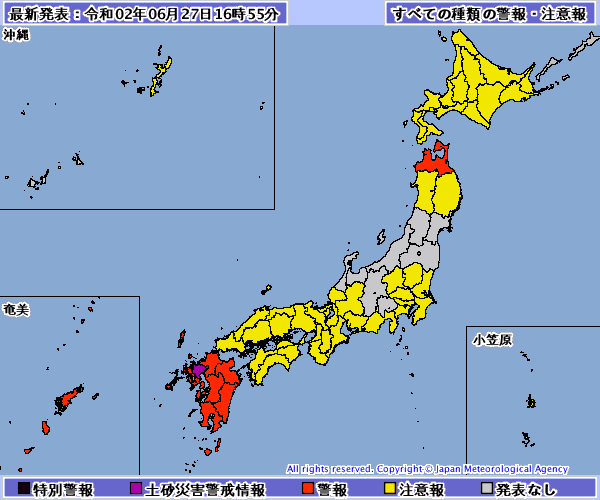 最新発表：令和02年06月27日16時55分
すべての種類の警報・注意報
沖縄
奄美
小笠原
All rights reserved. Copyright © Japan Meteorological Agency
特別警報 土砂災害警戒情報 警報 注意報 発表なし